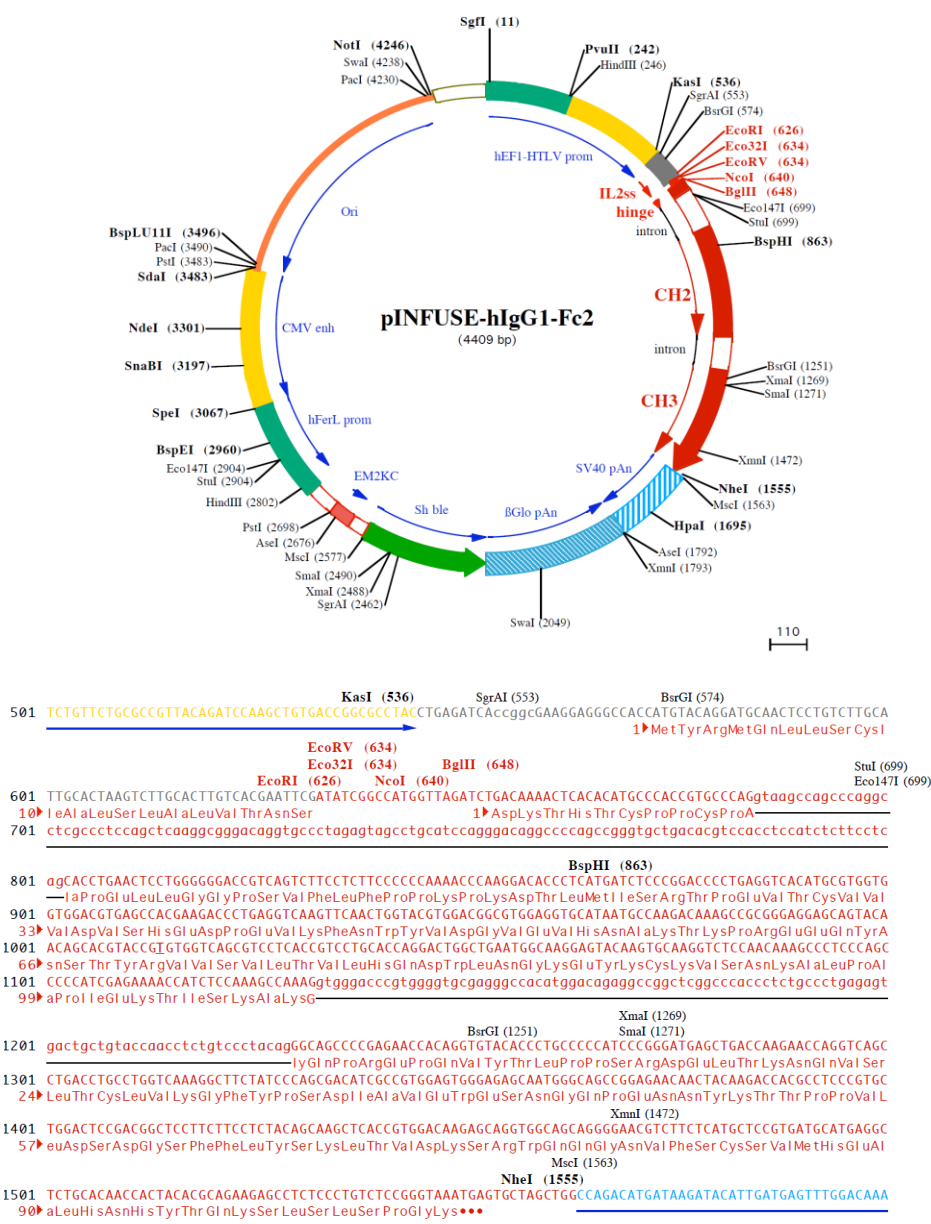 SgfI (11)
NotI (4246)
SwaI (4238)
PacI (4230)
PvuII (242)
HindIII (246)
KasI (536)
SgrAI (553)
BsrGI (574)
EcoRI (626)
Eco32I (634)
EcoRV (634)
NcoI (640)
BglII (648)
Eco147I (699)
StuI (699)
BspHI (863)
hEF1-HTLV prom
IL2ss
hinge
intron
Ori
BspLU11I (3496)
PacI (3490)
PstI (3483)
SdaI (3483)
CH2
pINFUSE-hIgG1-Fc2
(4409 bp)
NdeI (3301)
CMV enh
intron
SnaBI (3197)
BsrGI (1251)
XmaI (1269)
SmaI (1271)
CH3
SpeI (3067)
hFerL prom
BspEI (2960)
Eco147I (2904)
StuI (2904)
XmnI (1472)
SV40 pAn
EM2KC
NheI (1555)
MscI (1563)
HindIII (2802)
Sh ble
ßGlo pAn
HpaI (1695)
PstI (2698)
AseI (2676)
MscI (2577)
AseI (1792)
XmnI (1793)
SmaI (2490)
XmaI (2488)
SgrAI (2462)
SwaI (2049)
110
KasI (536) SgrAI (553) BsrGI (574)
501 TCTGTTCTGCGCCGTTACAGATCCAAGCTGTGACCGGCGCCTACCTGAGATCAccggcGAAGGAGGGCCACCATGTACAGGATGCAACTCCTGTCTTGCA
1 MetTyrArgMetGlnLeuLeuSerCysI
EcoRV (634)
Eco32I (634) BglII (648) StuI (699)
EcoRI (626) NcoI (640) Eco147I (699)
601 TTGCACTAAGTCTTGCACTTGTCACGAATTCGATATCGGCCATGGTTAGATCTGACAAAACTCACACATGCCCACCGTGCCCAGgtaagccagcccaggc
10 leAlaLeuSerLeuAlaLeuValThrAsnSer 1 AspLysThrHisThrCysProProCysProA
701 ctcgccctccagctcaaggcgggacaggtgccctagagtagcctgcatccagggacaggccccagccgggtgctgacacgtccacctccatctcttcctc
BspHI (863)
801 agCACCTGAACTCCTGGGGGGACCGTCAGTCTTCCTCTTCCCCCCAAAACCCAAGGACACCCTCATGATCTCCCGGACCCCTGAGGTCACATGCGTGGTG
laProGluLeuLeuGlyGlyProSerValPheLeuPheProProLysProLysAspThrLeuMetIleSerArgThrProGluValThrCysValVal
901 GTGGACGTGAGCCACGAAGACCCTGAGGTCAAGTTCAACTGGTACGTGGACGGCGTGGAGGTGCATAATGCCAAGACAAAGCCGCGGGAGGAGCAGTACA
33 ValAspValSerHisGluAspProGluValLysPheAsnTrpTyrValAspGlyValGluValHisAsnAlaLysThrLysProArgGluGluGlnTyrA
1001 ACAGCACGTACCGTGTGGTCAGCGTCCTCACCGTCCTGCACCAGGACTGGCTGAATGGCAAGGAGTACAAGTGCAAGGTCTCCAACAAAGCCCTCCCAGC
66 snSerThrTyrArgValValSerValLeuThrValLeuHisGlnAspTrpLeuAsnGlyLysGluTyrLysCysLysValSerAsnLysAlaLeuProAl
1101 CCCCATCGAGAAAACCATCTCCAAAGCCAAAGgtgggacccgtggggtgcgagggccacatggacagaggccggctcggcccaccctctgccctgagagt
99 aProIleGluLysThrIleSerLysAlaLysG
XmaI (1269)
BsrGI (1251) SmaI (1271)
1201 gactgctgtaccaacctctgtccctacagGGCAGCCCCGAGAACCACAGGTGTACACCCTGCCCCCATCCCGGGATGAGCTGACCAAGAACCAGGTCAGC
lyGlnProArgGluProGlnValTyrThrLeuProProSerArgAspGluLeuThrLysAsnGlnValSer
1301 CTGACCTGCCTGGTCAAAGGCTTCTATCCCAGCGACATCGCCGTGGAGTGGGAGAGCAATGGGCAGCCGGAGAACAACTACAAGACCACGCCTCCCGTGC
24 LeuThrCysLeuValLysGlyPheTyrProSerAspIleAlaValGluTrpGluSerAsnGlyGlnProGluAsnAsnTyrLysThrThrProProValL
XmnI (1472)
1401 TGGACTCCGACGGCTCCTTCTTCCTCTACAGCAAGCTCACCGTGGACAAGAGCAGGTGGCAGCAGGGGAACGTCTTCTCATGCTCCGTGATGCATGAGGC
57 euAspSerAspGlySerPhePheLeuTyrSerLysLeuThrValAspLysSerArgTrpGlnGlnGlyAsnValPheSerCysSerValMetHisGluAl
MscI (1563)
NheI (1555)
1501 TCTGCACAACCACTACACGCAGAAGAGCCTCTCCCTGTCTCCGGGTAAATGAGTGCTAGCTGGCCAGACATGATAAGATACATTGATGAGTTTGGACAAA
90 aLeuHisAsnHisTyrThrGlnLysSerLeuSerLeuSerProGlyLys•••